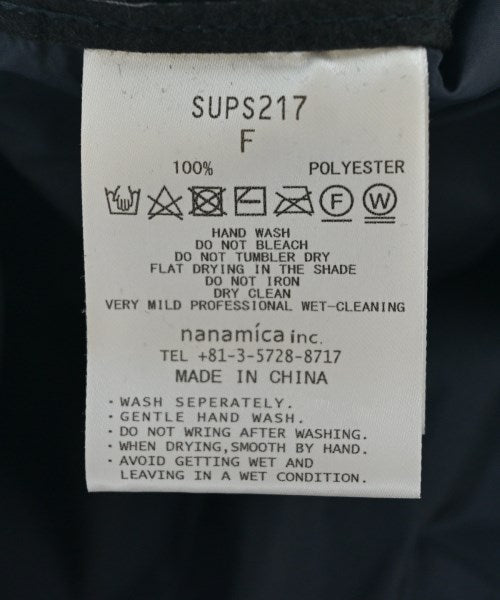 SUPS217
F
100% POLYESTER
F W
HAND WASH
DO NOT BLEACH
DO NOT TUMBLER DRY
FLAT DRYING IN THE SHADE
DO NOT IRON
DRY CLEAN
VERY MILD PROFESSIONAL WET-CLEANING
nanamica inc.
TEL +81-3-5728-8717
MADE IN CHINA
・WASH SEPERATELY.
・GENTLE HAND WASH.
・DO NOT WRING AFTER WASHING.
・WHEN DRYING,SMOOTH BY HAND.
・AVOID GETTING WET AND
LEAVING IN A WET CONDITION.